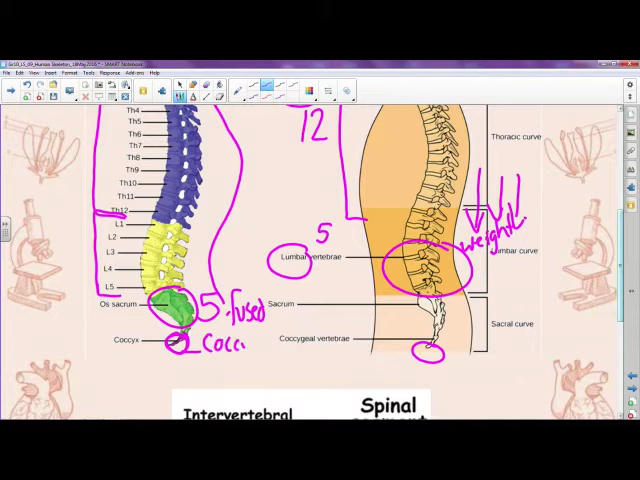 Gr10_LS_09_Human Skeleton_18May2016 * - SMART Notebook
File Edit View Insert Format Tools Response Add-ons Help
Th4
Th5
Th6
Th7
Th8
Th9
Th10
Th11
Th12
L1
L2
L3
L4
L5
Os sacrum
Coccyx
5 - fused
Cocc
12
5
Thoracic curve
Lumbar vertebrae
weight
Lumbar curve
Sacrum
Coccygeal vertebrae
Sacral curve
Intervertebral
Spinal